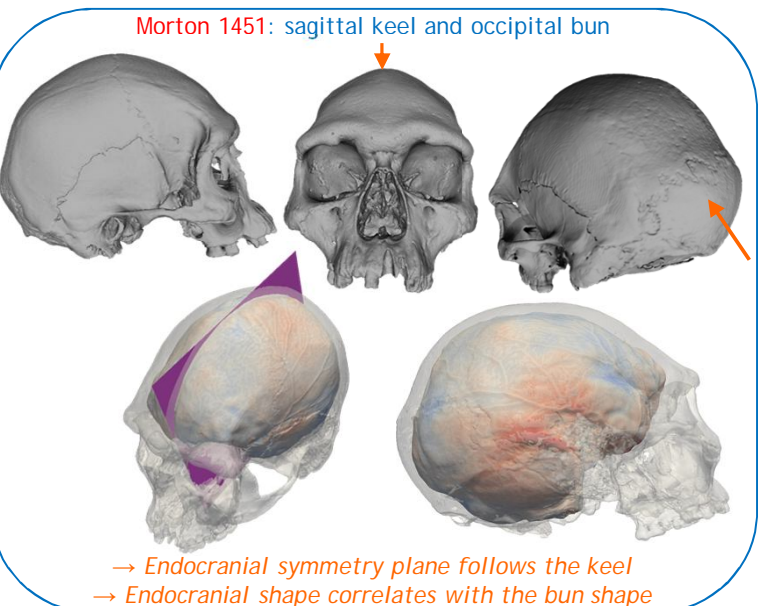 Morton 1451: sagittal keel and occipital bun
→ Endocranial symmetry plane follows the keel
→ Endocranial shape correlates with the bun shape